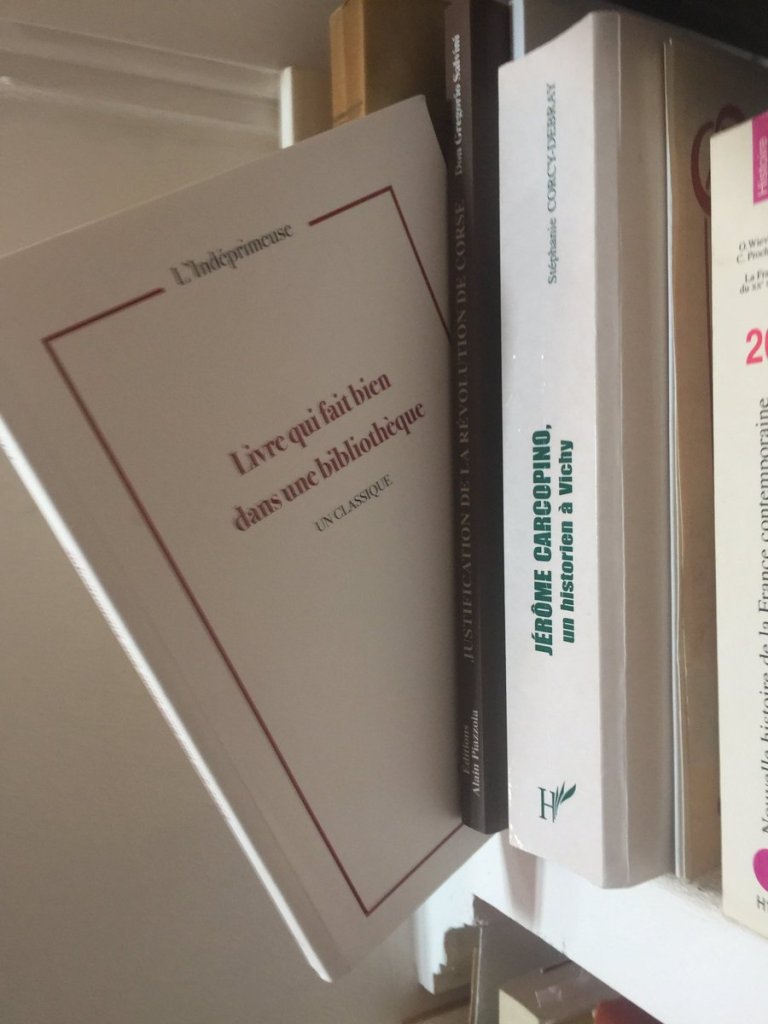 L'Indéprimeuse
Livre qui fait bien
dans une bibliothèque
UN CLASSIQUE
Don Gregorio Salvini
JUSTIFICATION DE LA RÉVOLUTION DE CORSE
Éditions
Alain Piazzola
Stéphanie CORCY-DEBRAY
JÉRÔME CARCOPINO,
un historien à Vichy
H
Histoire
20
Nouvelle histoire de la France contemporaine
H